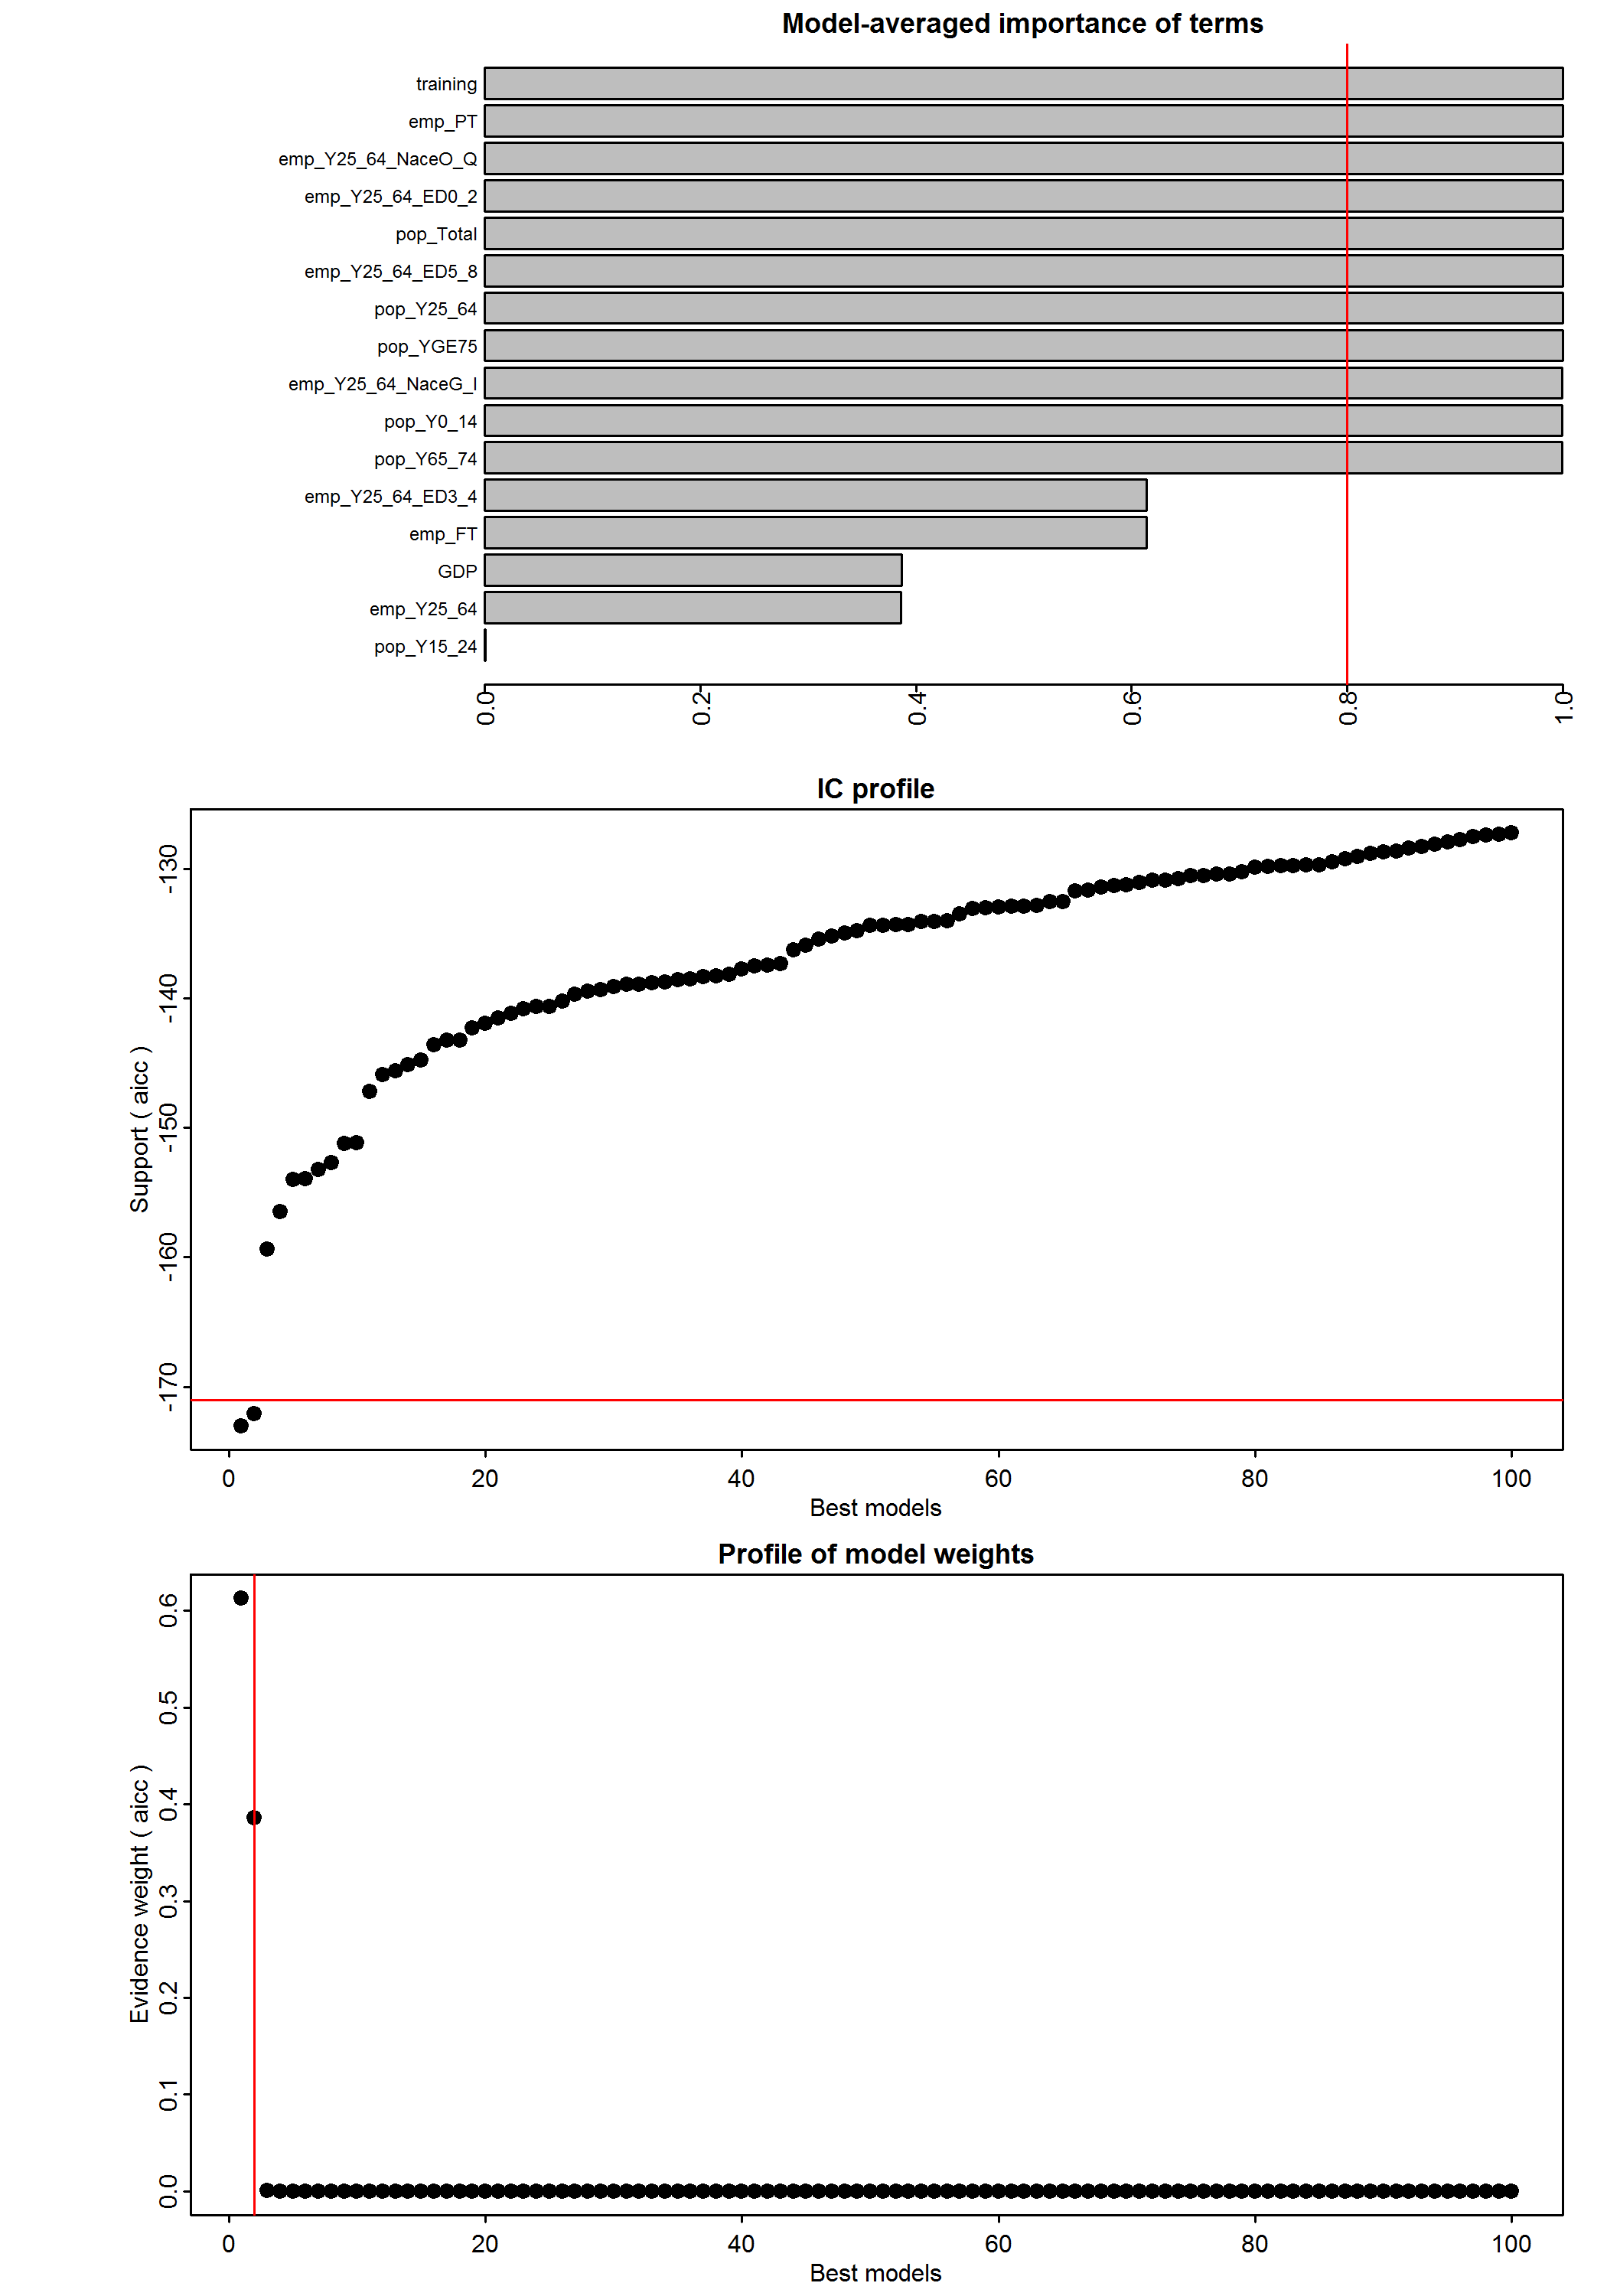 Model-averaged importance of terms
training
emp_PT
emp_Y25_64_NaceO_Q
emp_Y25_64_ED0_2
pop_Total
emp_Y25_64_ED5_8
pop_Y25_64
pop_YGE75
emp_Y25_64_NaceG_I
pop_Y0_14
pop_Y65_74
emp_Y25_64_ED3_4
emp_FT
GDP
emp_Y25_64
pop_Y15_24
0.0 0.2 0.4 0.6 0.8 1.0
IC profile
Support ( aicc )
-130
-140
-150
-160
-170
0 20 40 60 80 100
Best models
Profile of model weights
Evidence weight ( aicc )
0.6
0.5
0.4
0.3
0.2
0.1
0.0
0 20 40 60 80 100
Best models